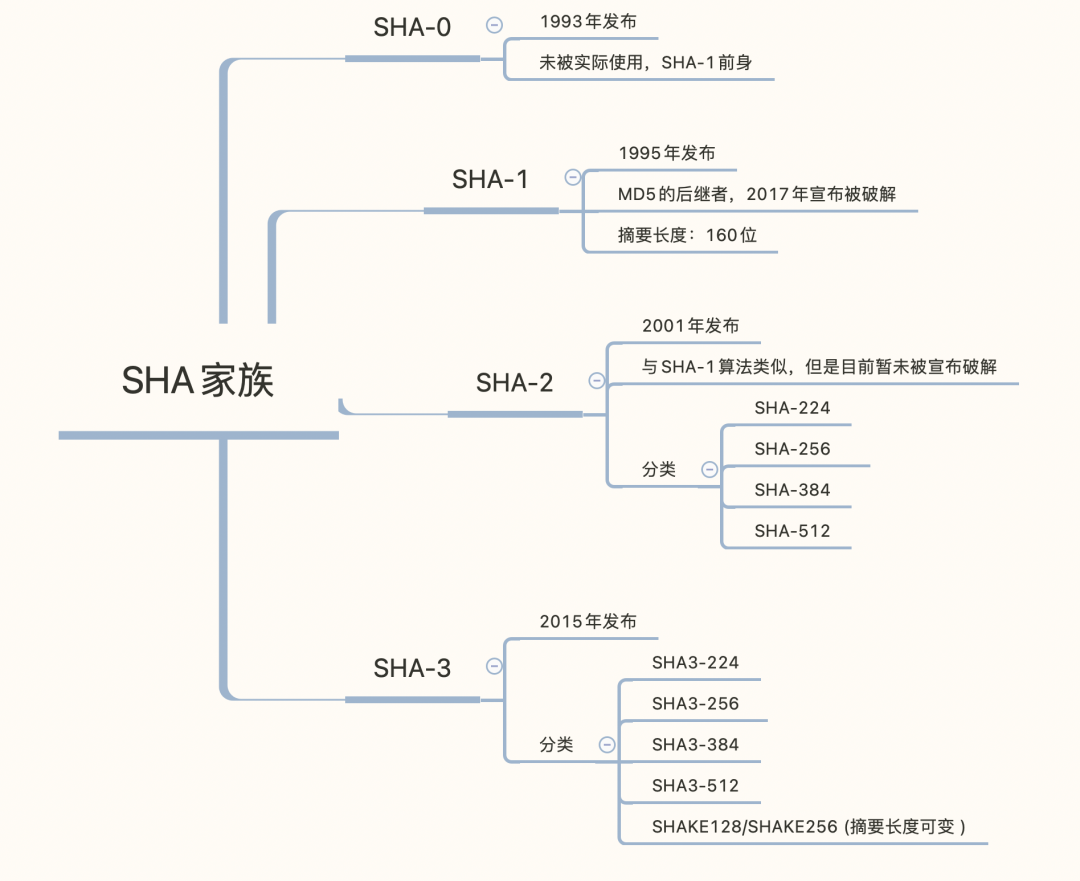 SHA-0
1993年发布
未被实际使用，SHA-1前身
SHA-1
1995年发布
MD5的后继者，2017年宣布被破解
摘要长度：160位
SHA家族
SHA-2
2001年发布
与SHA-1算法类似，但是目前暂未被宣布破解
分类
SHA-224
SHA-256
SHA-384
SHA-512
SHA-3
2015年发布
分类
SHA3-224
SHA3-256
SHA3-384
SHA3-512
SHAKE128/SHAKE256 (摘要长度可变 )